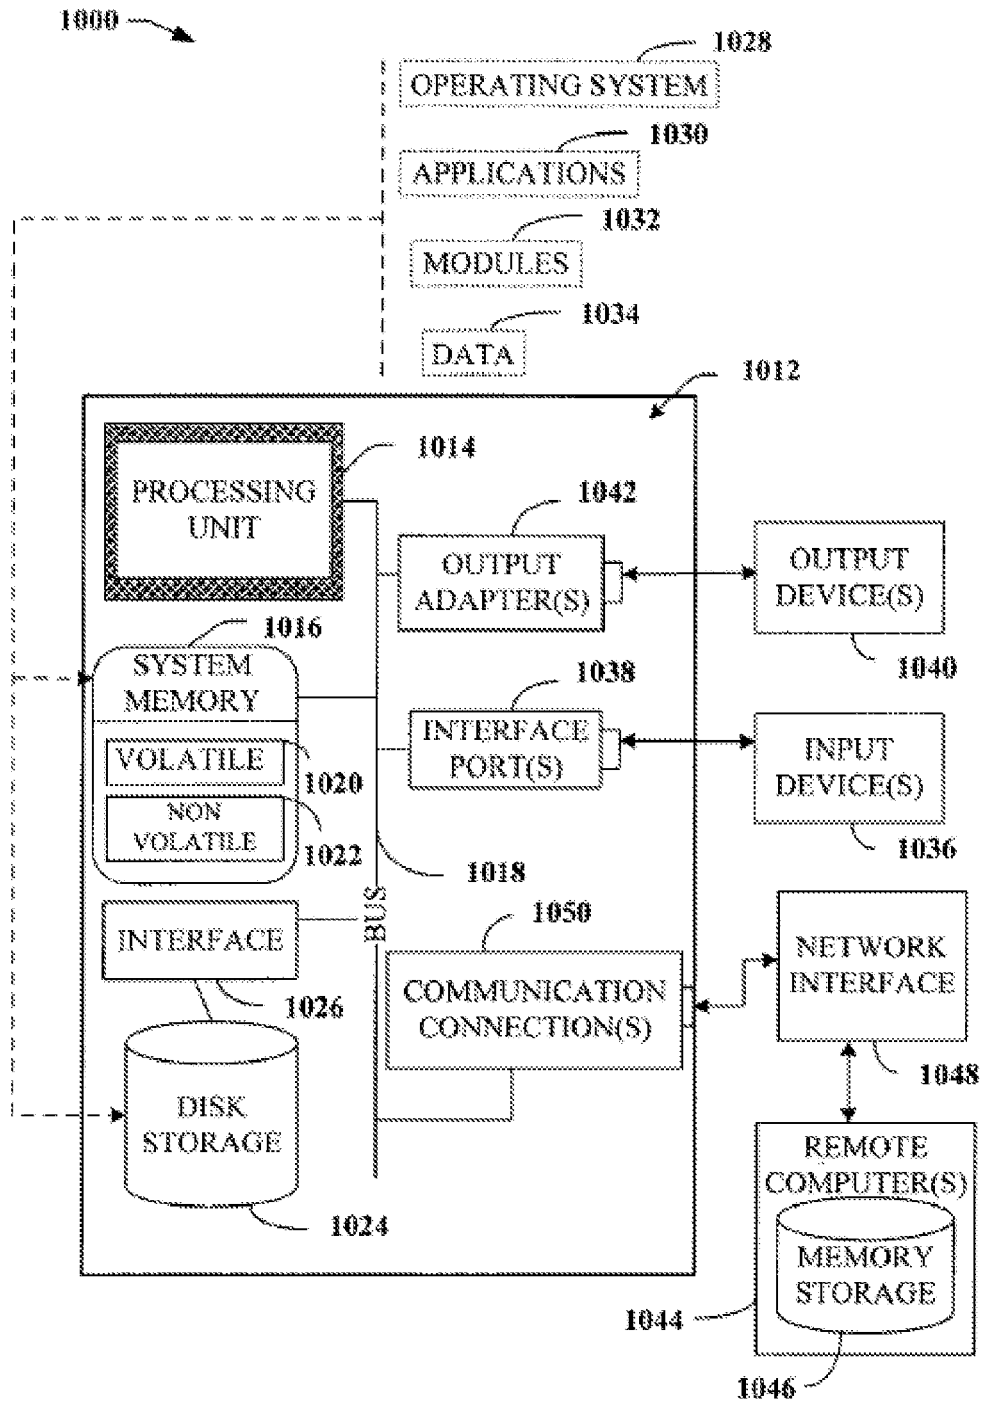 1000
1028
OPERATING SYSTEM
1030
APPLICATIONS
1032
MODULES
1034
DATA
1012
1014
PROCESSING
UNIT
1042
OUTPUT
ADAPTER(S)
OUTPUT
DEVICE(S)
1040
1016
SYSTEM
MEMORY
VOLATILE
1020
NON
VOLATILE
1022
1038
INTERFACE
PORT(S)
INPUT
DEVICE(S)
1036
1018
BUS
INTERFACE
1026
1050
COMMUNICATION
CONNECTION(S)
NETWORK
INTERFACE
1048
DISK
STORAGE
1024
REMOTE
COMPUTER(S)
MEMORY
STORAGE
1044
1046